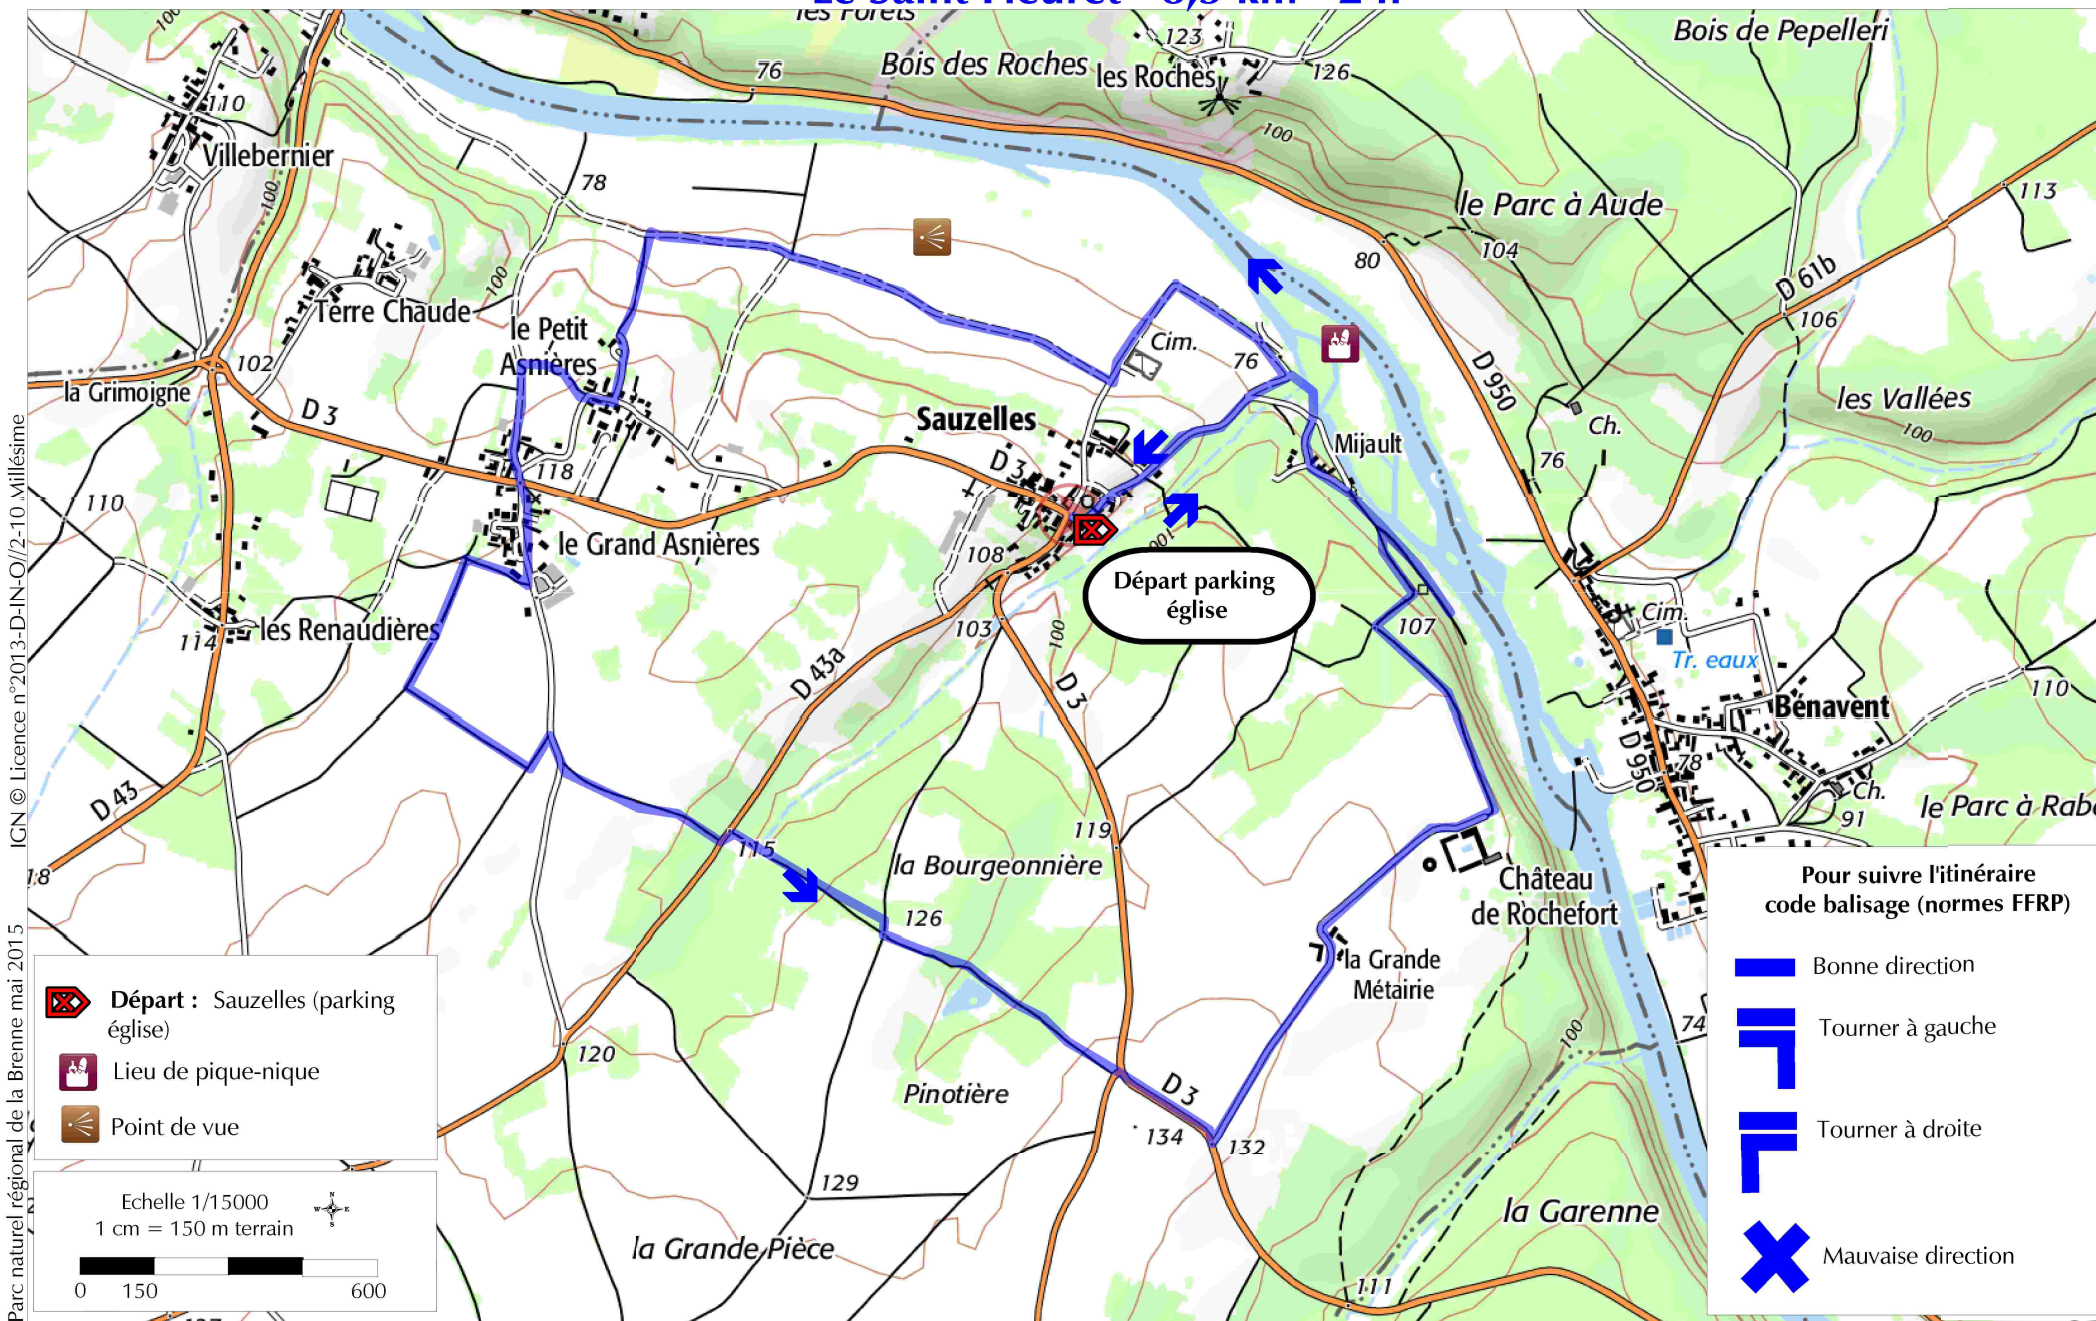 les Forêts
Bois de Pepelleri
100
123
76
Bois des Roches
les Roches
126
110
100
Villebernier
78
113
100
le Parc à Aude
104
80
D 61b
100
Terre Chaude
le Petit
Asnières
106
Cim.
76
102
D 950
la Grimoigne
D 3
les Vallées
100
Sauzelles
Ch.
Mijault
118
D 3
76
110
le Grand Asnières
108
Départ parking
église
les Renaudières
114
103
100
107
Cim.
Tr. eaux
D 43a
D 3
110
Bénavent
D 950
78
D 43
Ch.
le Parc à Rab
91
119
115
la Bourgeonnière
18
Château
de Rochefort
126
la Grande
Métairie
74
100
120
Pinotière
D 3
134
132
129
la Garenne
la Grande Pièce
111
IGN © Licence n°2013-D-IN-O//2-10 Millésime
Parc naturel régional de la Brenne mai 2015
Départ : Sauzelles (parking
église)
Lieu de pique-nique
Point de vue
Echelle 1/15000
1 cm = 150 m terrain
N
W E
S
0 150 600
Pour suivre l'itinéraire
code balisage (normes FFRP)
Bonne direction
Tourner à gauche
Tourner à droite
Mauvaise direction